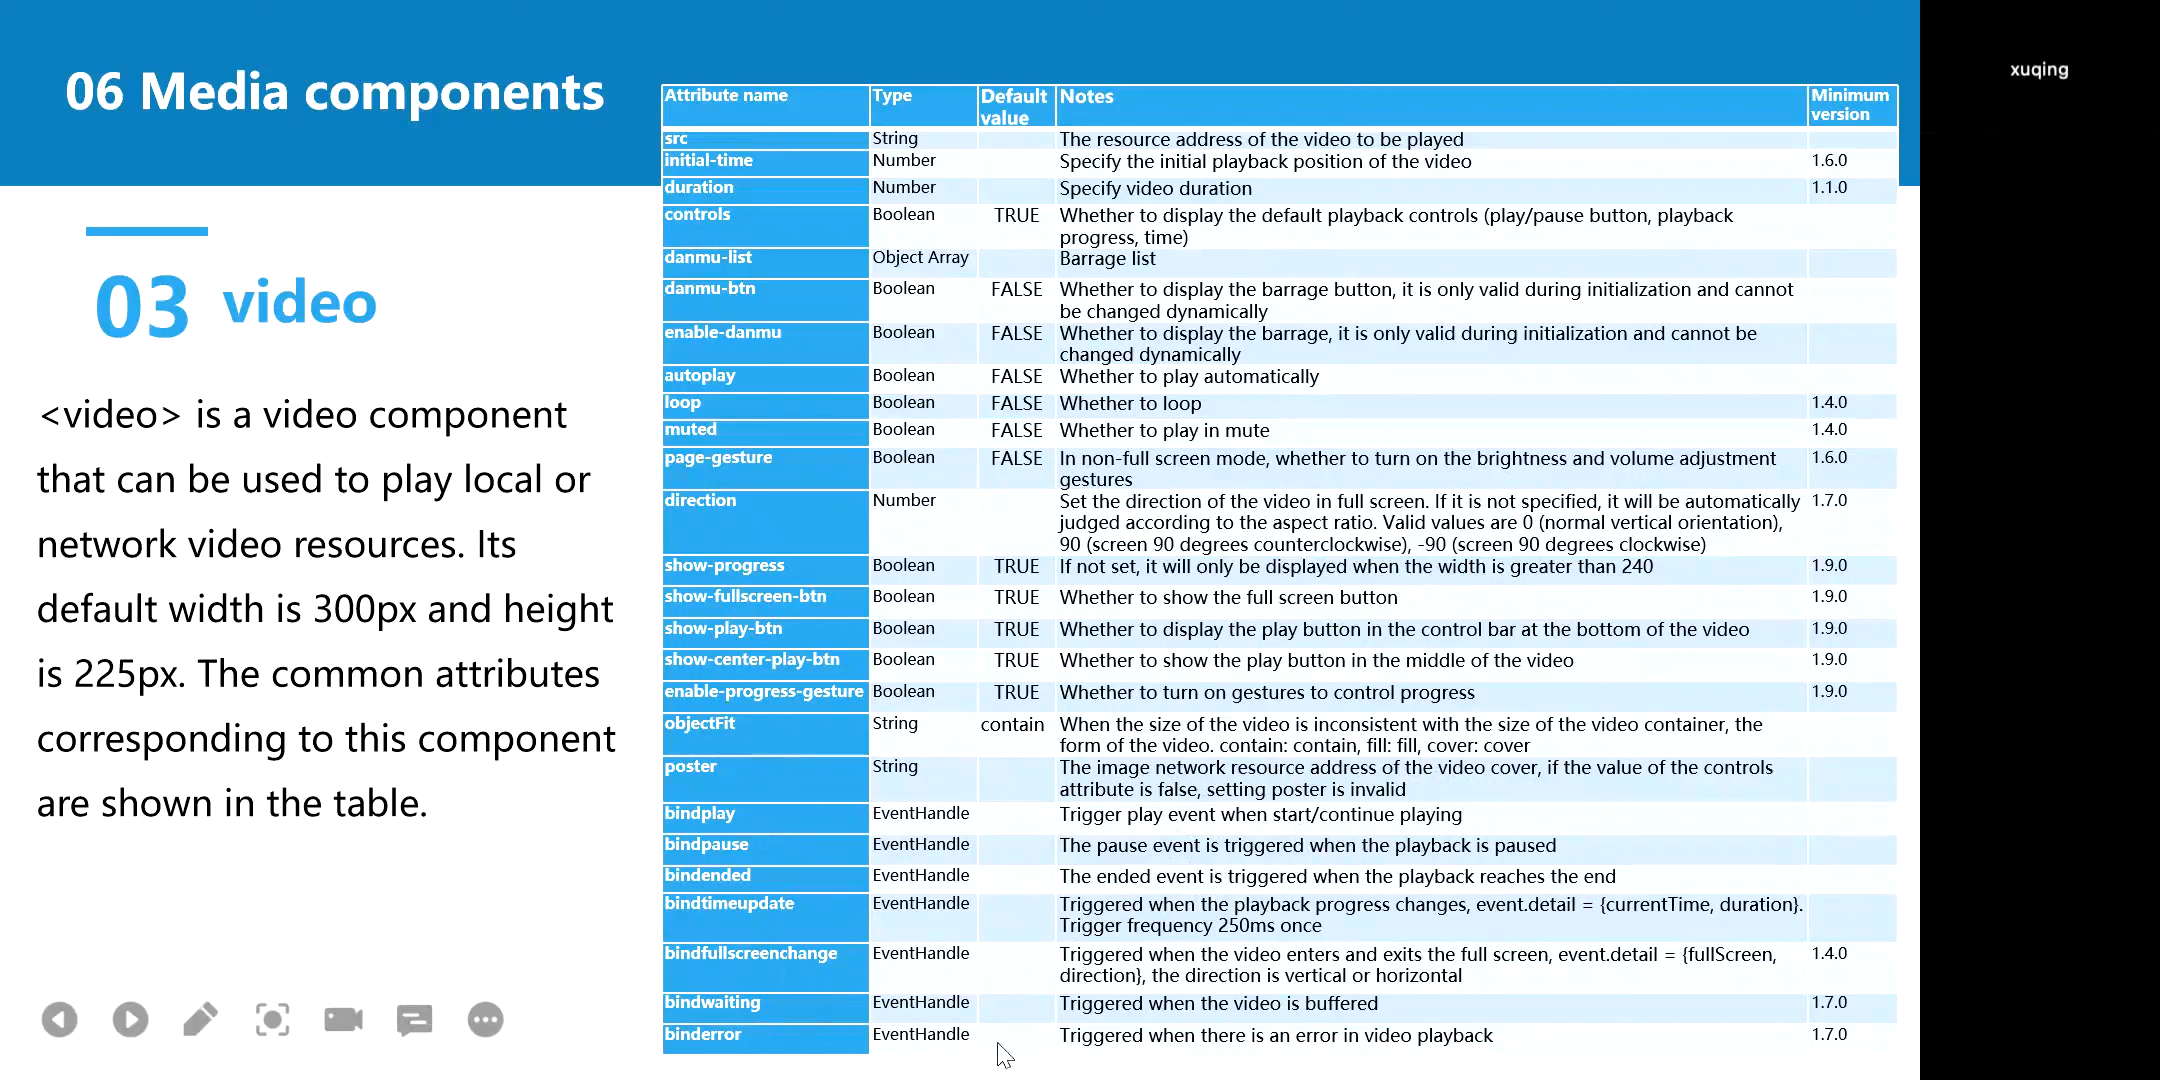 06 Media components
xuqing
03 video
<video> is a video component
that can be used to play local or
network video resources. Its
default width is 300px and height
is 225px. The common attributes
corresponding to this component
are shown in the table.
Attribute name Type Default value Notes Minimum version
src String The resource address of the video to be played
initial-time Number Specify the initial playback position of the video 1.6.0
duration Number Specify video duration 1.1.0
controls Boolean TRUE Whether to display the default playback controls (play/pause button, playback
progress, time)
danmu-list Object Array Barrage list
danmu-btn Boolean FALSE Whether to display the barrage button, it is only valid during initialization and cannot
be changed dynamically
enable-danmu Boolean FALSE Whether to display the barrage, it is only valid during initialization and cannot be
changed dynamically
autoplay Boolean FALSE Whether to play automatically
loop Boolean FALSE Whether to loop 1.4.0
muted Boolean FALSE Whether to play in mute 1.4.0
page-gesture Boolean FALSE In non-full screen mode, whether to turn on the brightness and volume adjustment 1.6.0
gestures
direction Number Set the direction of the video in full screen. If it is not specified, it will be automatically 1.7.0
judged according to the aspect ratio. Valid values are 0 (normal vertical orientation),
90 (screen 90 degrees counterclockwise), -90 (screen 90 degrees clockwise)
show-progress Boolean TRUE If not set, it will only be displayed when the width is greater than 240 1.9.0
show-fullscreen-btn Boolean TRUE Whether to show the full screen button 1.9.0
show-play-btn Boolean TRUE Whether to display the play button in the control bar at the bottom of the video 1.9.0
show-center-play-btn Boolean TRUE Whether to show the play button in the middle of the video 1.9.0
enable-progress-gesture Boolean TRUE Whether to turn on gestures to control progress 1.9.0
objectFit String contain When the size of the video is inconsistent with the size of the video container, the
form of the video. contain: contain, fill: fill, cover: cover
poster String The image network resource address of the video cover, if the value of the controls
attribute is false, setting poster is invalid
bindplay EventHandle Trigger play event when start/continue playing
bindpause EventHandle The pause event is triggered when the playback is paused
bindended EventHandle The ended event is triggered when the playback reaches the end
bindtimeupdate EventHandle Triggered when the playback progress changes, event.detail = {currentTime, duration}.
Trigger frequency 250ms once
bindfullscreenchange EventHandle Triggered when the video enters and exits the full screen, event.detail = {fullScreen, 1.4.0
direction}, the direction is vertical or horizontal
bindwaiting EventHandle Triggered when the video is buffered 1.7.0
binderror EventHandle Triggered when there is an error in video playback 1.7.0